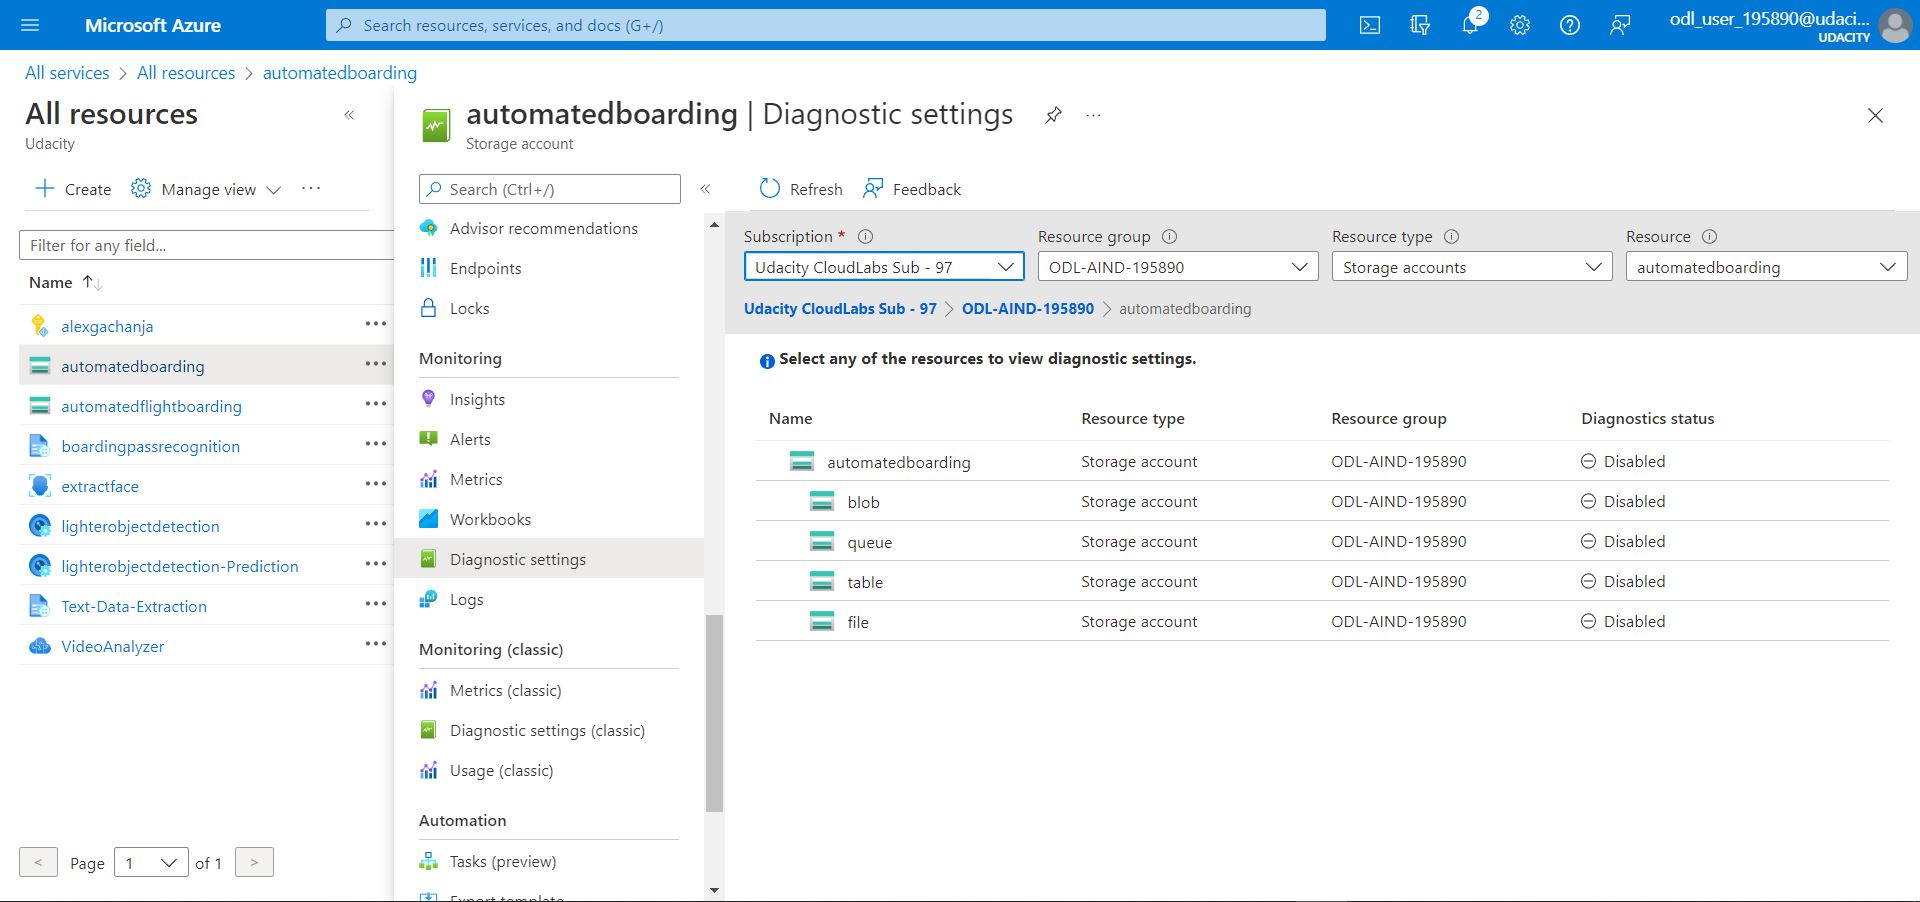 Microsoft Azure
Search resources, services, and docs (G+/)
2
odl_user_195890@udaci...
UDACITY
All services > All resources > automatedboarding
All resources
Udacity
Create
Manage view
Filter for any field...
Name
alexgachanja
automatedboarding
automatedflightboarding
boardingpassrecognition
extractface
lighterobjectdetection
lighterobjectdetection-Prediction
Text-Data-Extraction
VideoAnalyzer
< Page 1 of 1 >
automatedboarding | Diagnostic settings
Storage account
Search (Ctrl+/)
Advisor recommendations
Endpoints
Locks
Monitoring
Insights
Alerts
Metrics
Workbooks
Diagnostic settings
Logs
Monitoring (classic)
Metrics (classic)
Diagnostic settings (classic)
Usage (classic)
Automation
Tasks (preview)
Export template
Refresh Feedback
Subscription * Resource group Resource type Resource
Udacity CloudLabs Sub - 97 ODL-AIND-195890 Storage accounts automatedboarding
Udacity CloudLabs Sub - 97 > ODL-AIND-195890 > automatedboarding
Select any of the resources to view diagnostic settings.
Name Resource type Resource group Diagnostics status
automatedboarding Storage account ODL-AIND-195890 Disabled
blob Storage account ODL-AIND-195890 Disabled
queue Storage account ODL-AIND-195890 Disabled
table Storage account ODL-AIND-195890 Disabled
file Storage account ODL-AIND-195890 Disabled